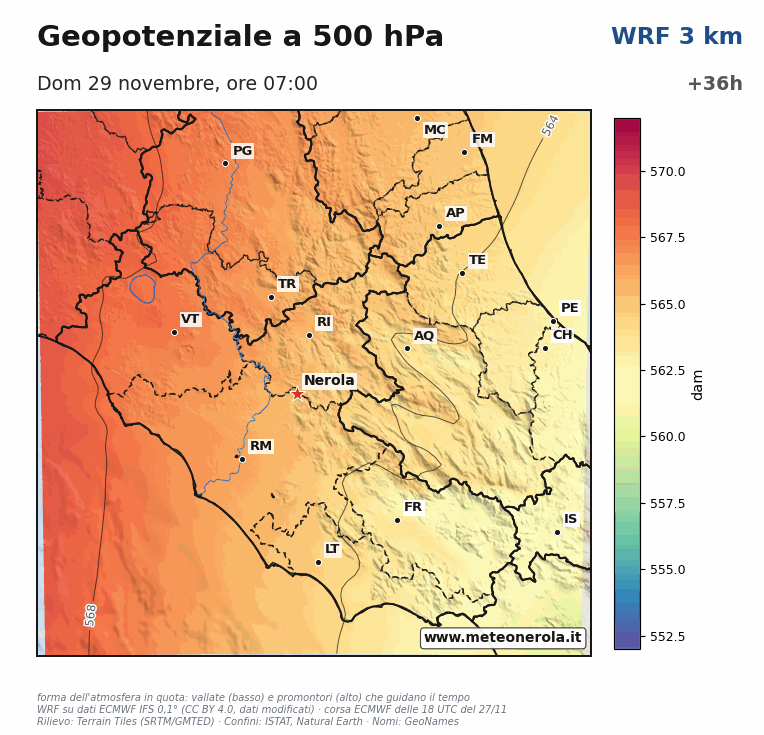 Geopotenziale a 500 hPa
WRF 3 km
Dom 29 novembre, ore 07:00
+36h
MC
FM
564
PG
AP
TE
TR
PE
VT
RI
AQ
CH
Nerola
RM
FR
IS
LT
568
www.meteonerola.it
570.0
567.5
565.0
562.5
560.0
557.5
555.0
552.5
dam
forma dell'atmosfera in quota: vallate (basso) e promontori (alto) che guidano il tempo
WRF su dati ECMWF IFS 0,1° (CC BY 4.0, dati modificati) · corsa ECMWF delle 18 UTC del 27/11
Rilievo: Terrain Tiles (SRTM/GMTED) · Confini: ISTAT, Natural Earth · Nomi: GeoNames